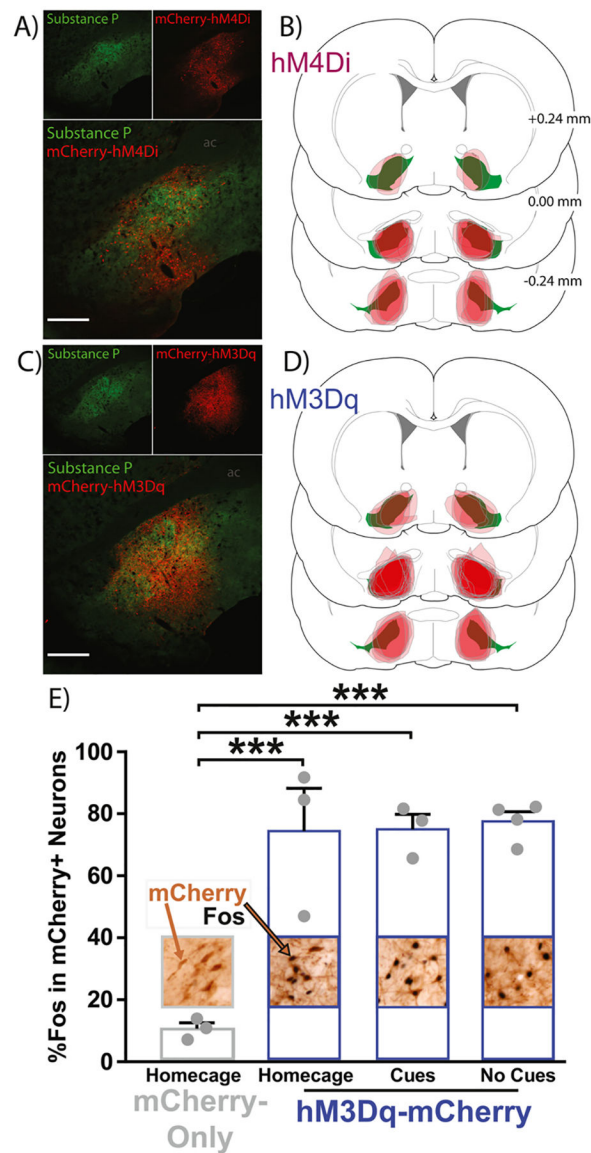 A)
Substance P
mCherry-hM4Di
Substance P
mCherry-hM4Di
ac
B)
hM4Di
+0.24 mm
0.00 mm
-0.24 mm
C)
Substance P
mCherry-hM3Dq
Substance P
mCherry-hM3Dq
ac
D)
hM3Dq
E)
***
***
***
%Fos in mCherry+ Neurons
100
80
60
40
20
0
mCherry
Fos
Homecage
Homecage
Cues
No Cues
mCherry-
Only
hM3Dq-mCherry